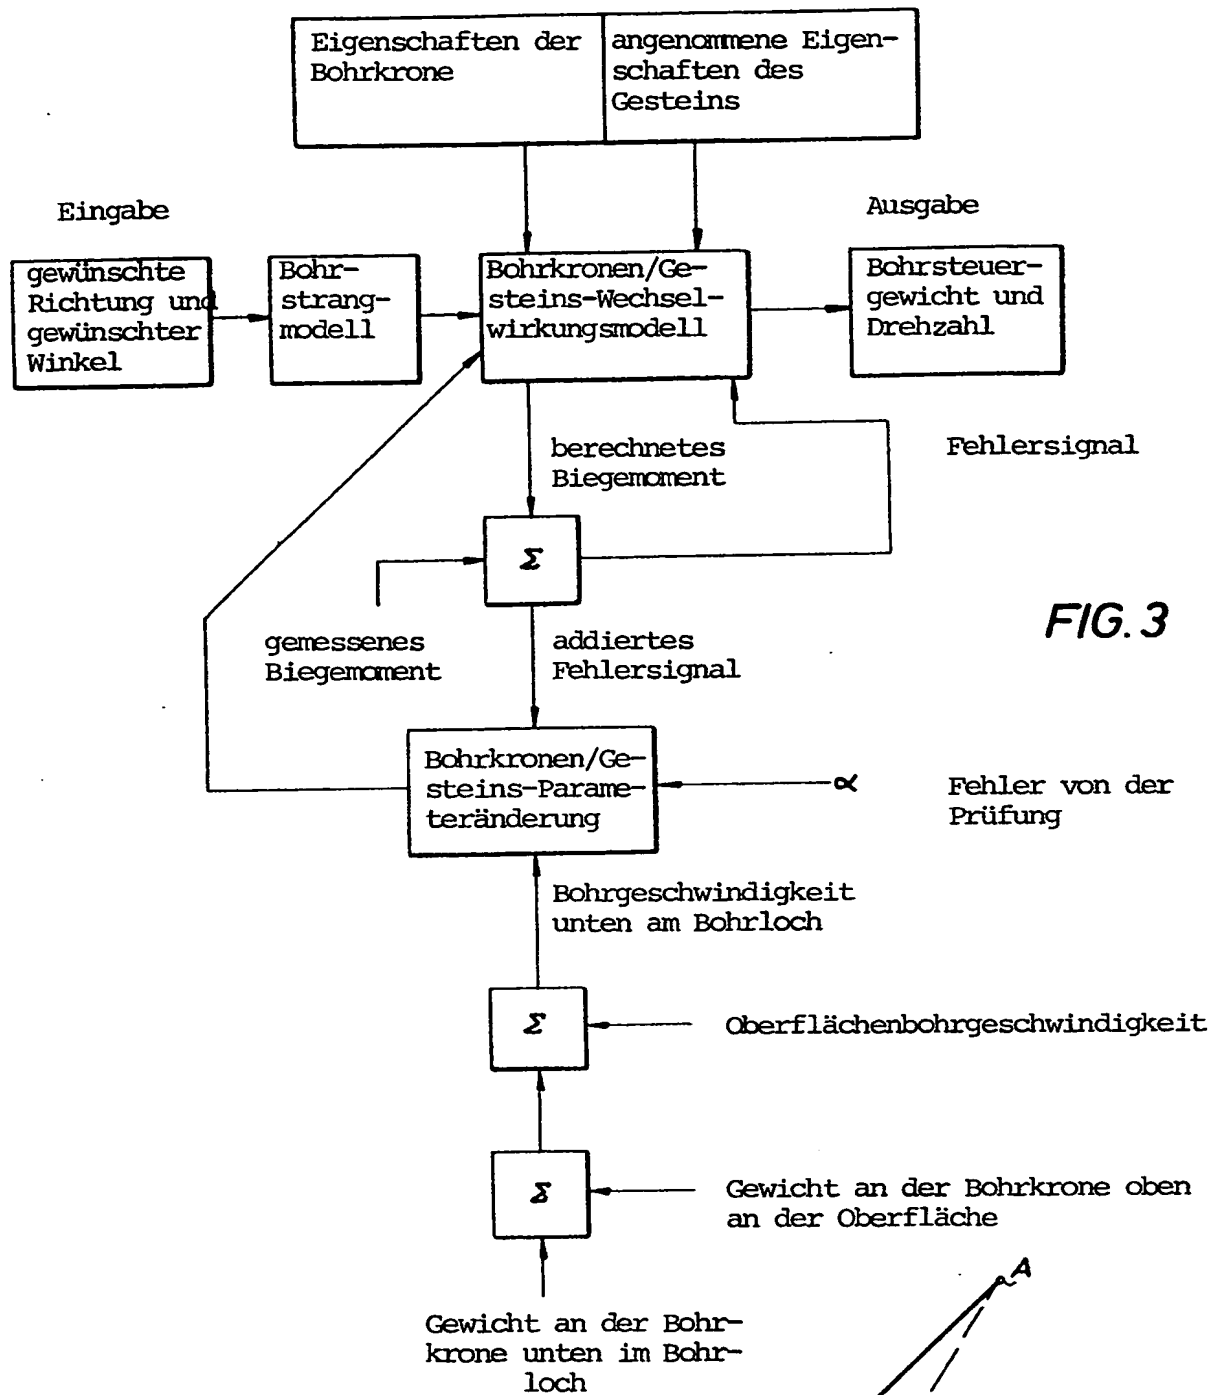 Eigenschaften der
Bohrkrone
angenommene Eigen-
schaften des
Gesteins
Eingabe
Ausgabe
gewünschte
Richtung und
gewünschter
Winkel
Bohr-
strang-
modell
Bohrkronen/Ge-
steins-Wechsel-
wirkungsmodell
Bohrsteuer-
gewicht und
Drehzahl
berechnetes
Biegemoment
Fehlersignal
Σ
FIG. 3
gemessenes
Biegemoment
addiertes
Fehlersignal
Bohrkronen/Ge-
steins-Parame-
teränderung
α
Fehler von der
Prüfung
Bohrgeschwindigkeit
unten am Bohrloch
Σ
Oberflächenbohrgeschwindigkeit
Σ
Gewicht an der Bohrkrone oben
an der Oberfläche
A
Gewicht an der Bohr-
krone unten im Bohr-
loch